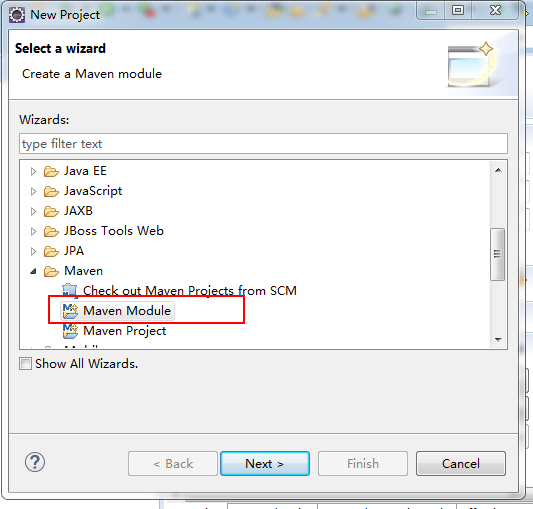 New Project
Select a wizard
Create a Maven module
Wizards:
type filter text
Java EE
JavaScript
JAXB
JBoss Tools Web
JPA
Maven
Check out Maven Projects from SCM
Maven Module
Maven Project
Show All Wizards.
< Back
Next >
Finish
Cancel